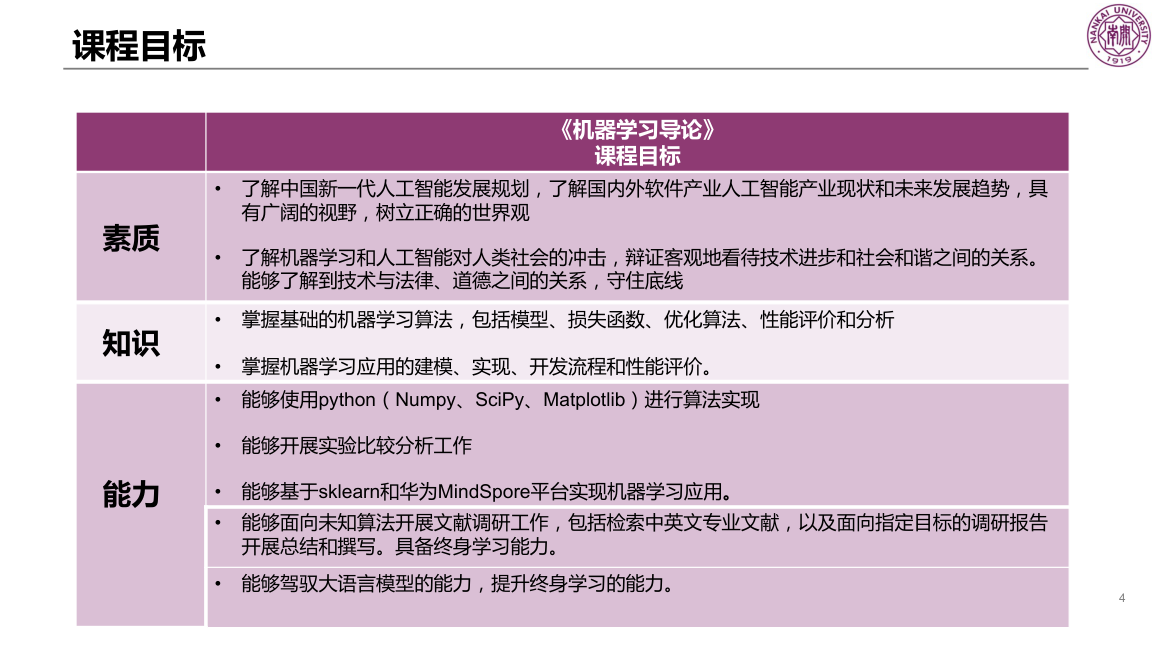 课程目标
NANKAI UNIVERSITY
南開
1919
《机器学习导论》
课程目标
素质
• 了解中国新一代人工智能发展规划，了解国内外软件产业人工智能产业现状和未来发展趋势，具
有广阔的视野，树立正确的世界观
• 了解机器学习和人工智能对人类社会的冲击，辩证客观地看待技术进步和社会和谐之间的关系。
能够了解到技术与法律、道德之间的关系，守住底线
知识
• 掌握基础的机器学习算法，包括模型、损失函数、优化算法、性能评价和分析
• 掌握机器学习应用的建模、实现、开发流程和性能评价。
能力
• 能够使用python（Numpy、SciPy、Matplotlib）进行算法实现
• 能够开展实验比较分析工作
• 能够基于sklearn和华为MindSpore平台实现机器学习应用。
• 能够面向未知算法开展文献调研工作，包括检索中英文专业文献，以及面向指定目标的调研报告
开展总结和撰写。具备终身学习能力。
• 能够驾驭大语言模型的能力，提升终身学习的能力。
4